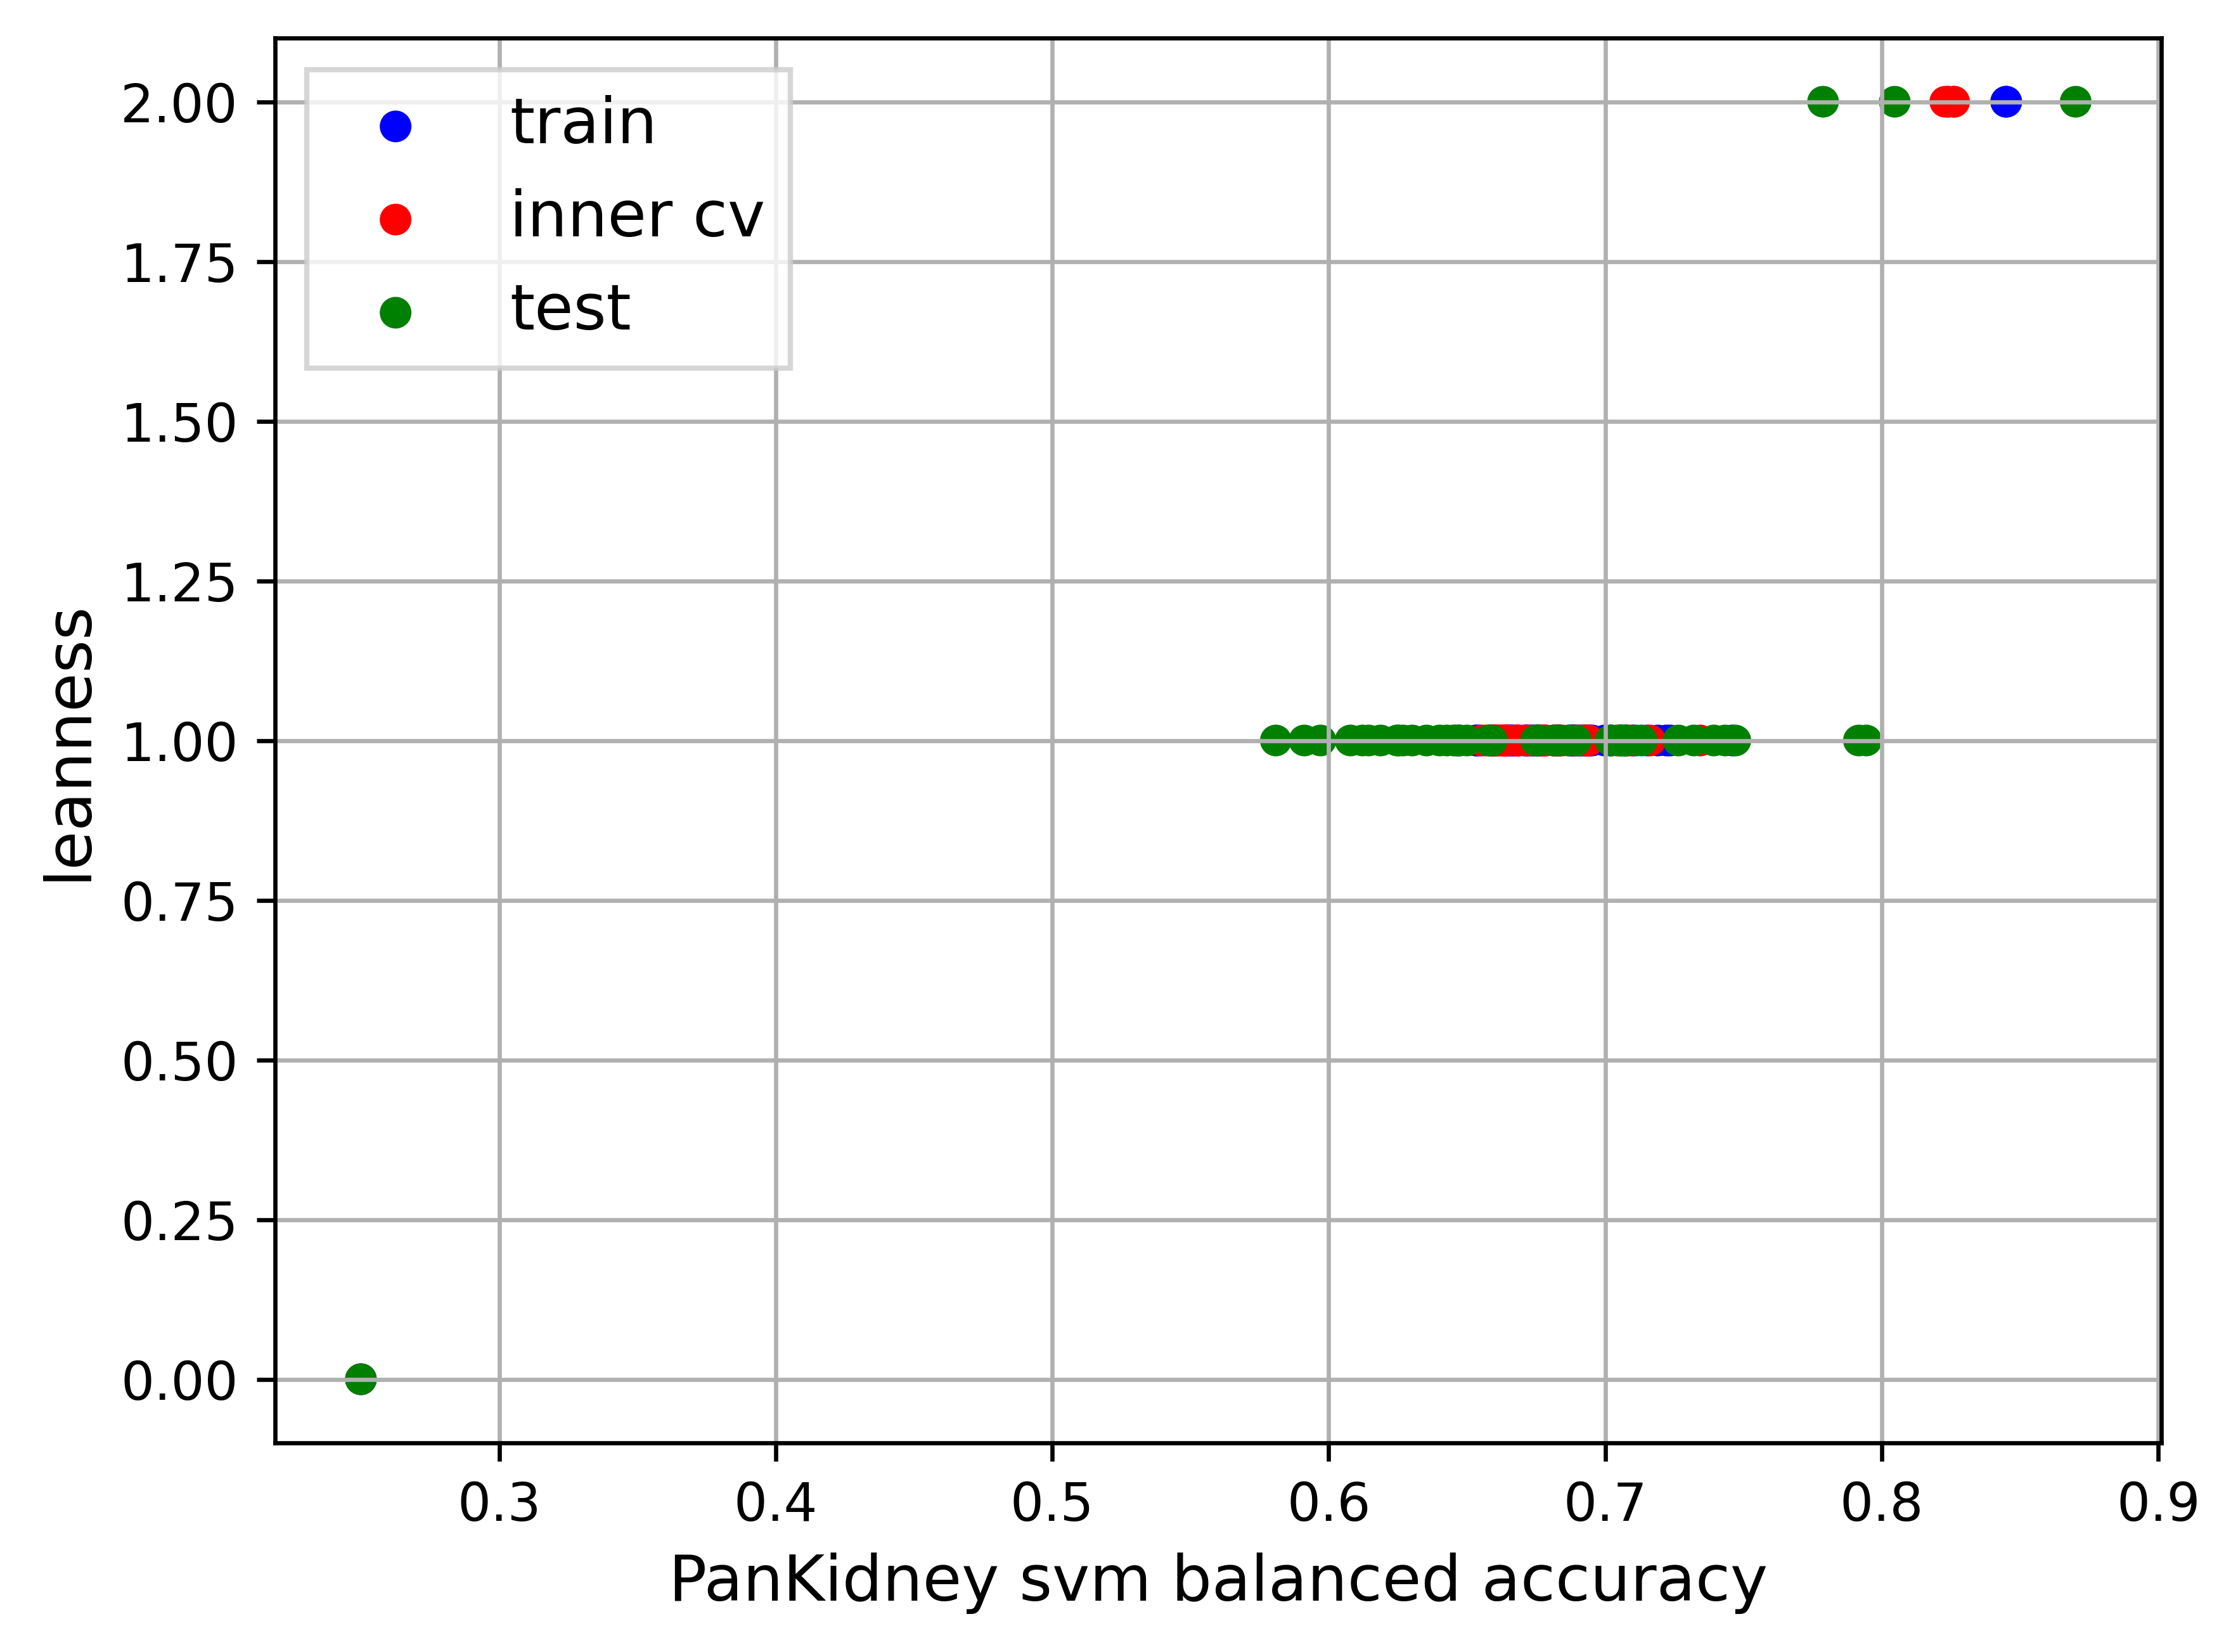 train
inner cv
test
2.00
1.75
1.50
1.25
1.00
0.75
0.50
0.25
0.00
leanness
0.3 0.4 0.5 0.6 0.7 0.8 0.9
PanKidney svm balanced accuracy